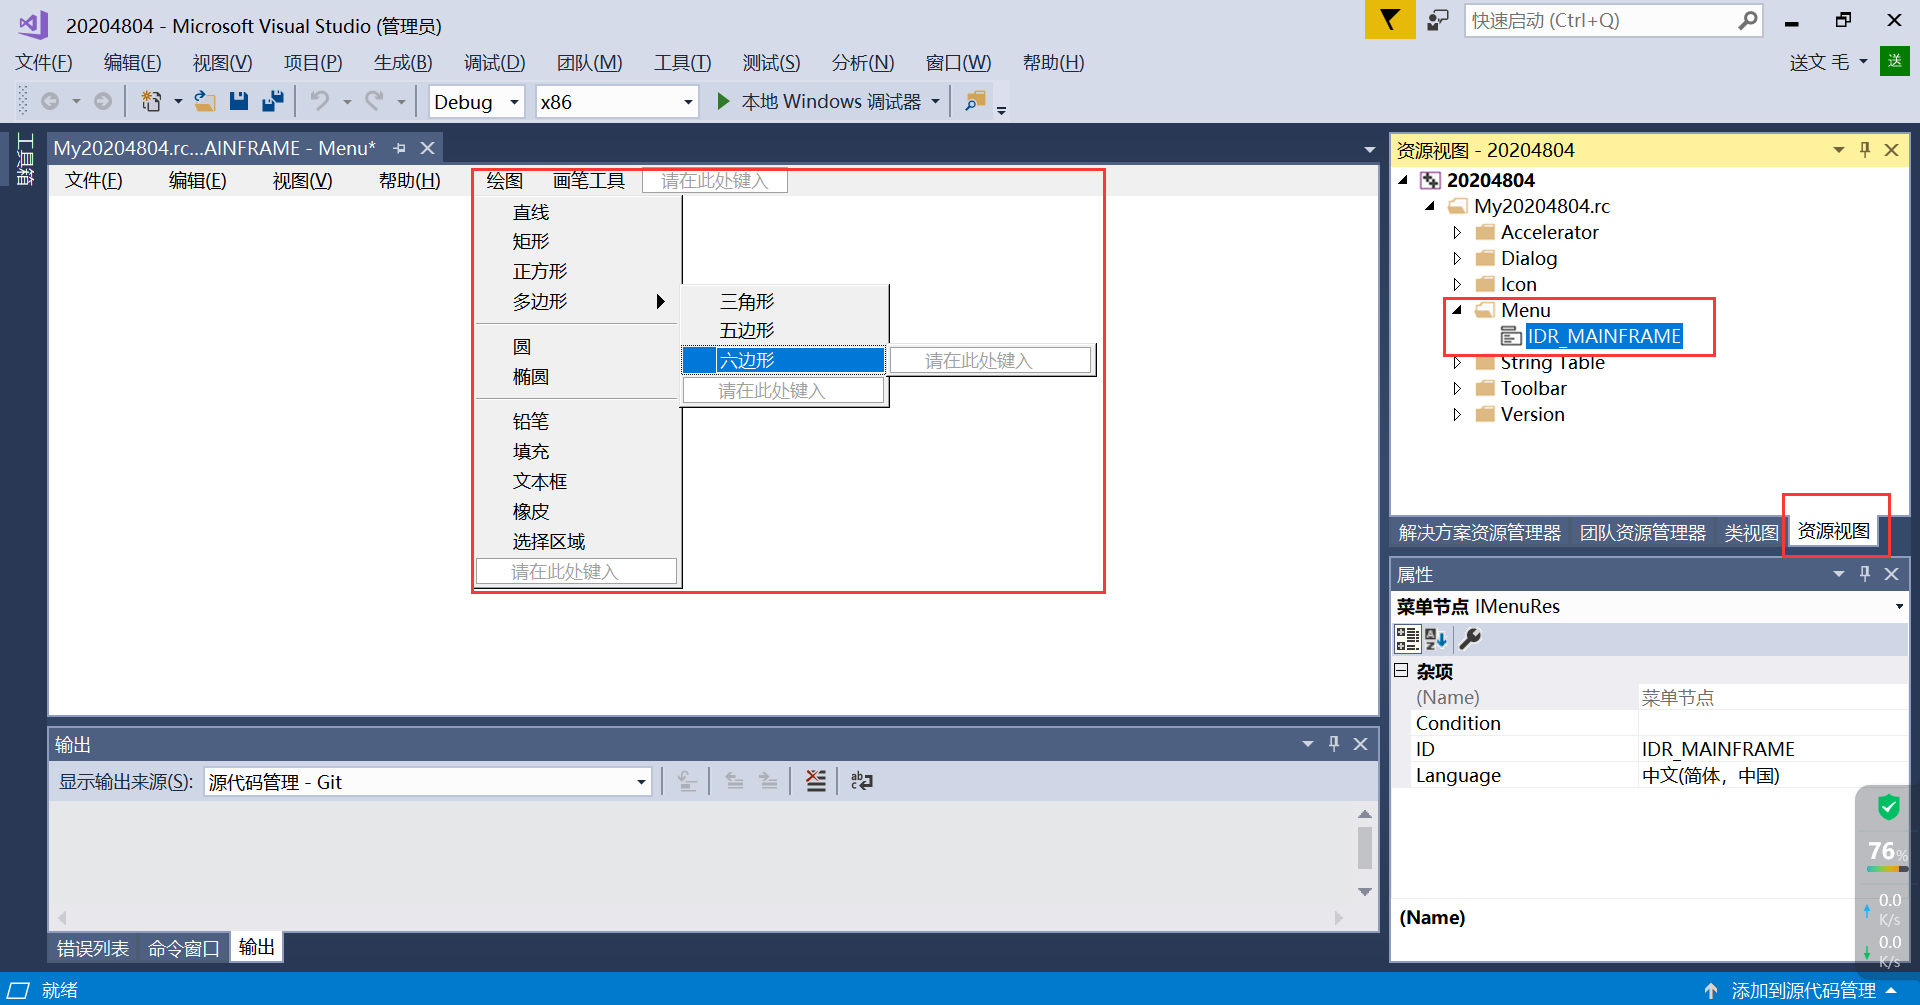 20204804 - Microsoft Visual Studio (管理员)
快速启动 (Ctrl+Q)
文件(F) 编辑(E) 视图(V) 项目(P) 生成(B) 调试(D) 团队(M) 工具(T) 测试(S) 分析(N) 窗口(W) 帮助(H)
送文 毛 送
Debug x86 本地 Windows 调试器
工具箱
My20204804.rc...AINFRAME - Menu*
文件(F) 编辑(E) 视图(V) 帮助(H) 绘图 画笔工具 请在此处键入
直线
矩形
正方形
多边形
三角形
五边形
六边形 请在此处键入
请在此处键入
圆
椭圆
铅笔
填充
文本框
橡皮
选择区域
请在此处键入
资源视图 - 20204804
20204804
My20204804.rc
Accelerator
Dialog
Icon
Menu
IDR_MAINFRAME
String Table
Toolbar
Version
解决方案资源管理器 团队资源管理器 类视图 资源视图
属性
菜单节点 IMenuRes
杂项
(Name) 菜单节点
Condition
ID IDR_MAINFRAME
Language 中文(简体，中国)
(Name)
76%
0.0
K/s
0.0
K/s
输出
显示输出来源(S): 源代码管理 - Git
错误列表 命令窗口 输出
就绪
添加到源代码管理